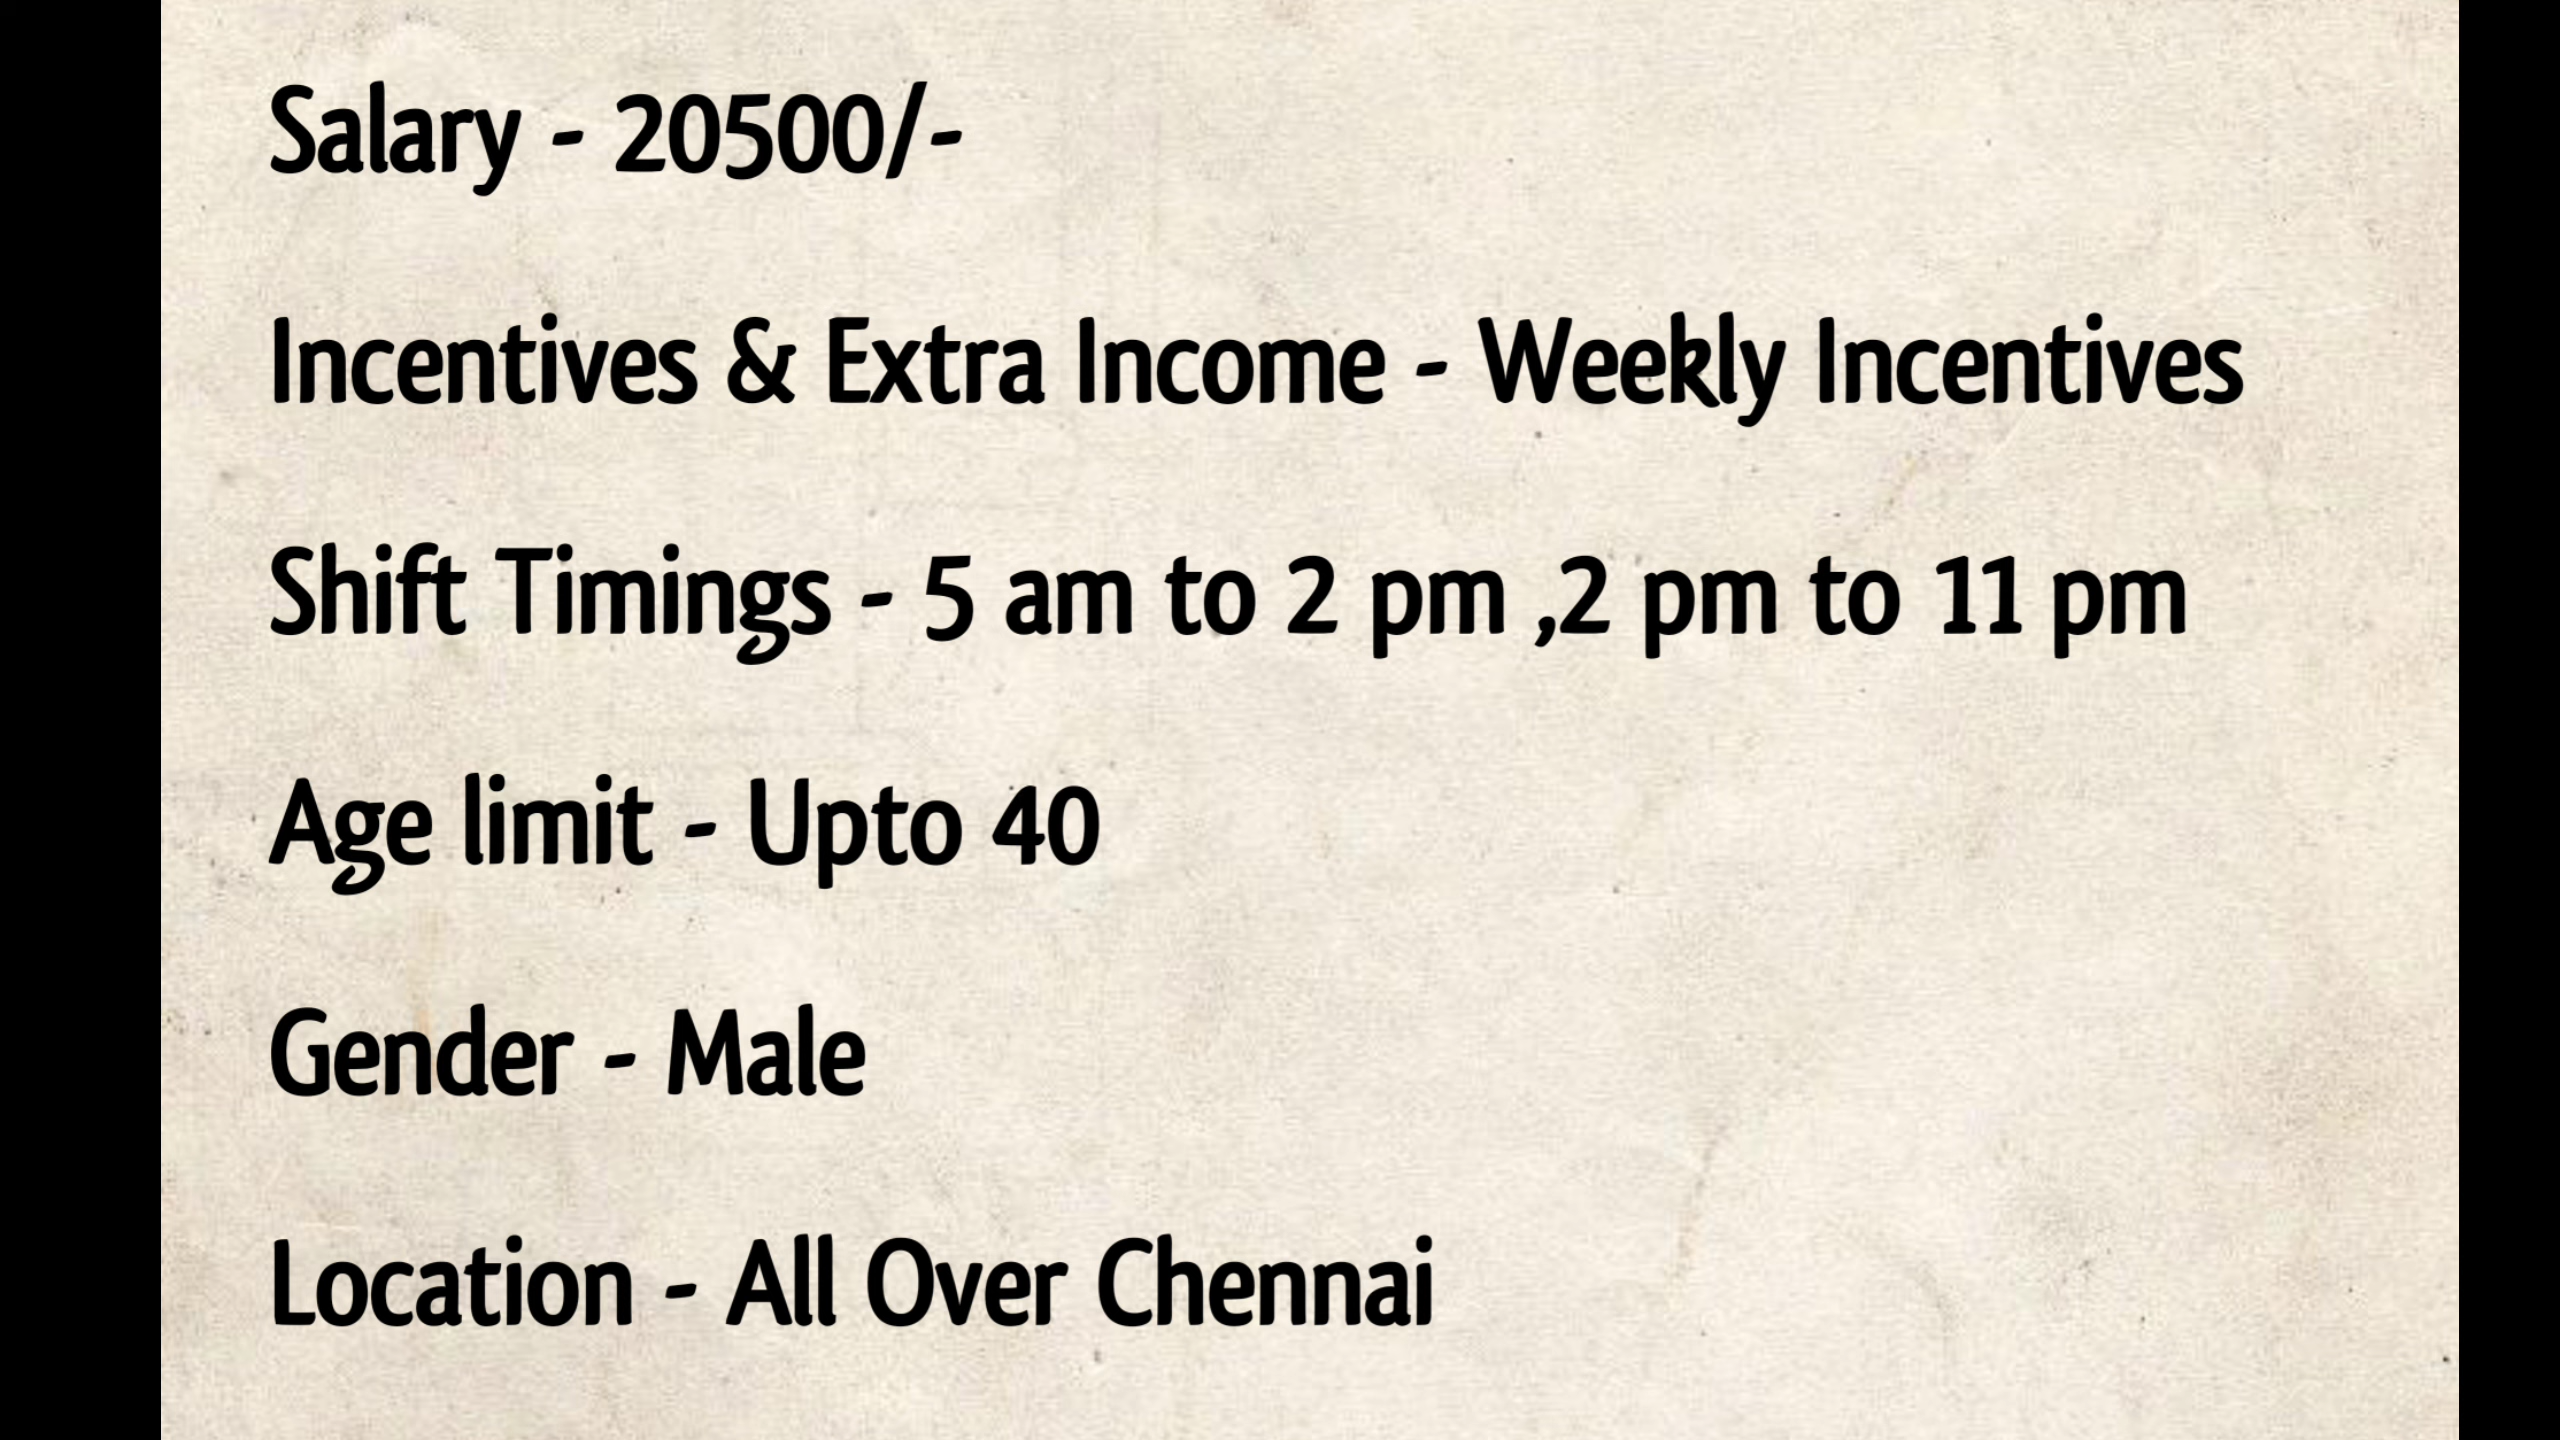 Salary - 20500/-
Incentives & Extra Income - Weekly Incentives
Shift Timings - 5 am to 2 pm ,2 pm to 11 pm
Age limit - Upto 40
Gender - Male
Location - All Over Chennai